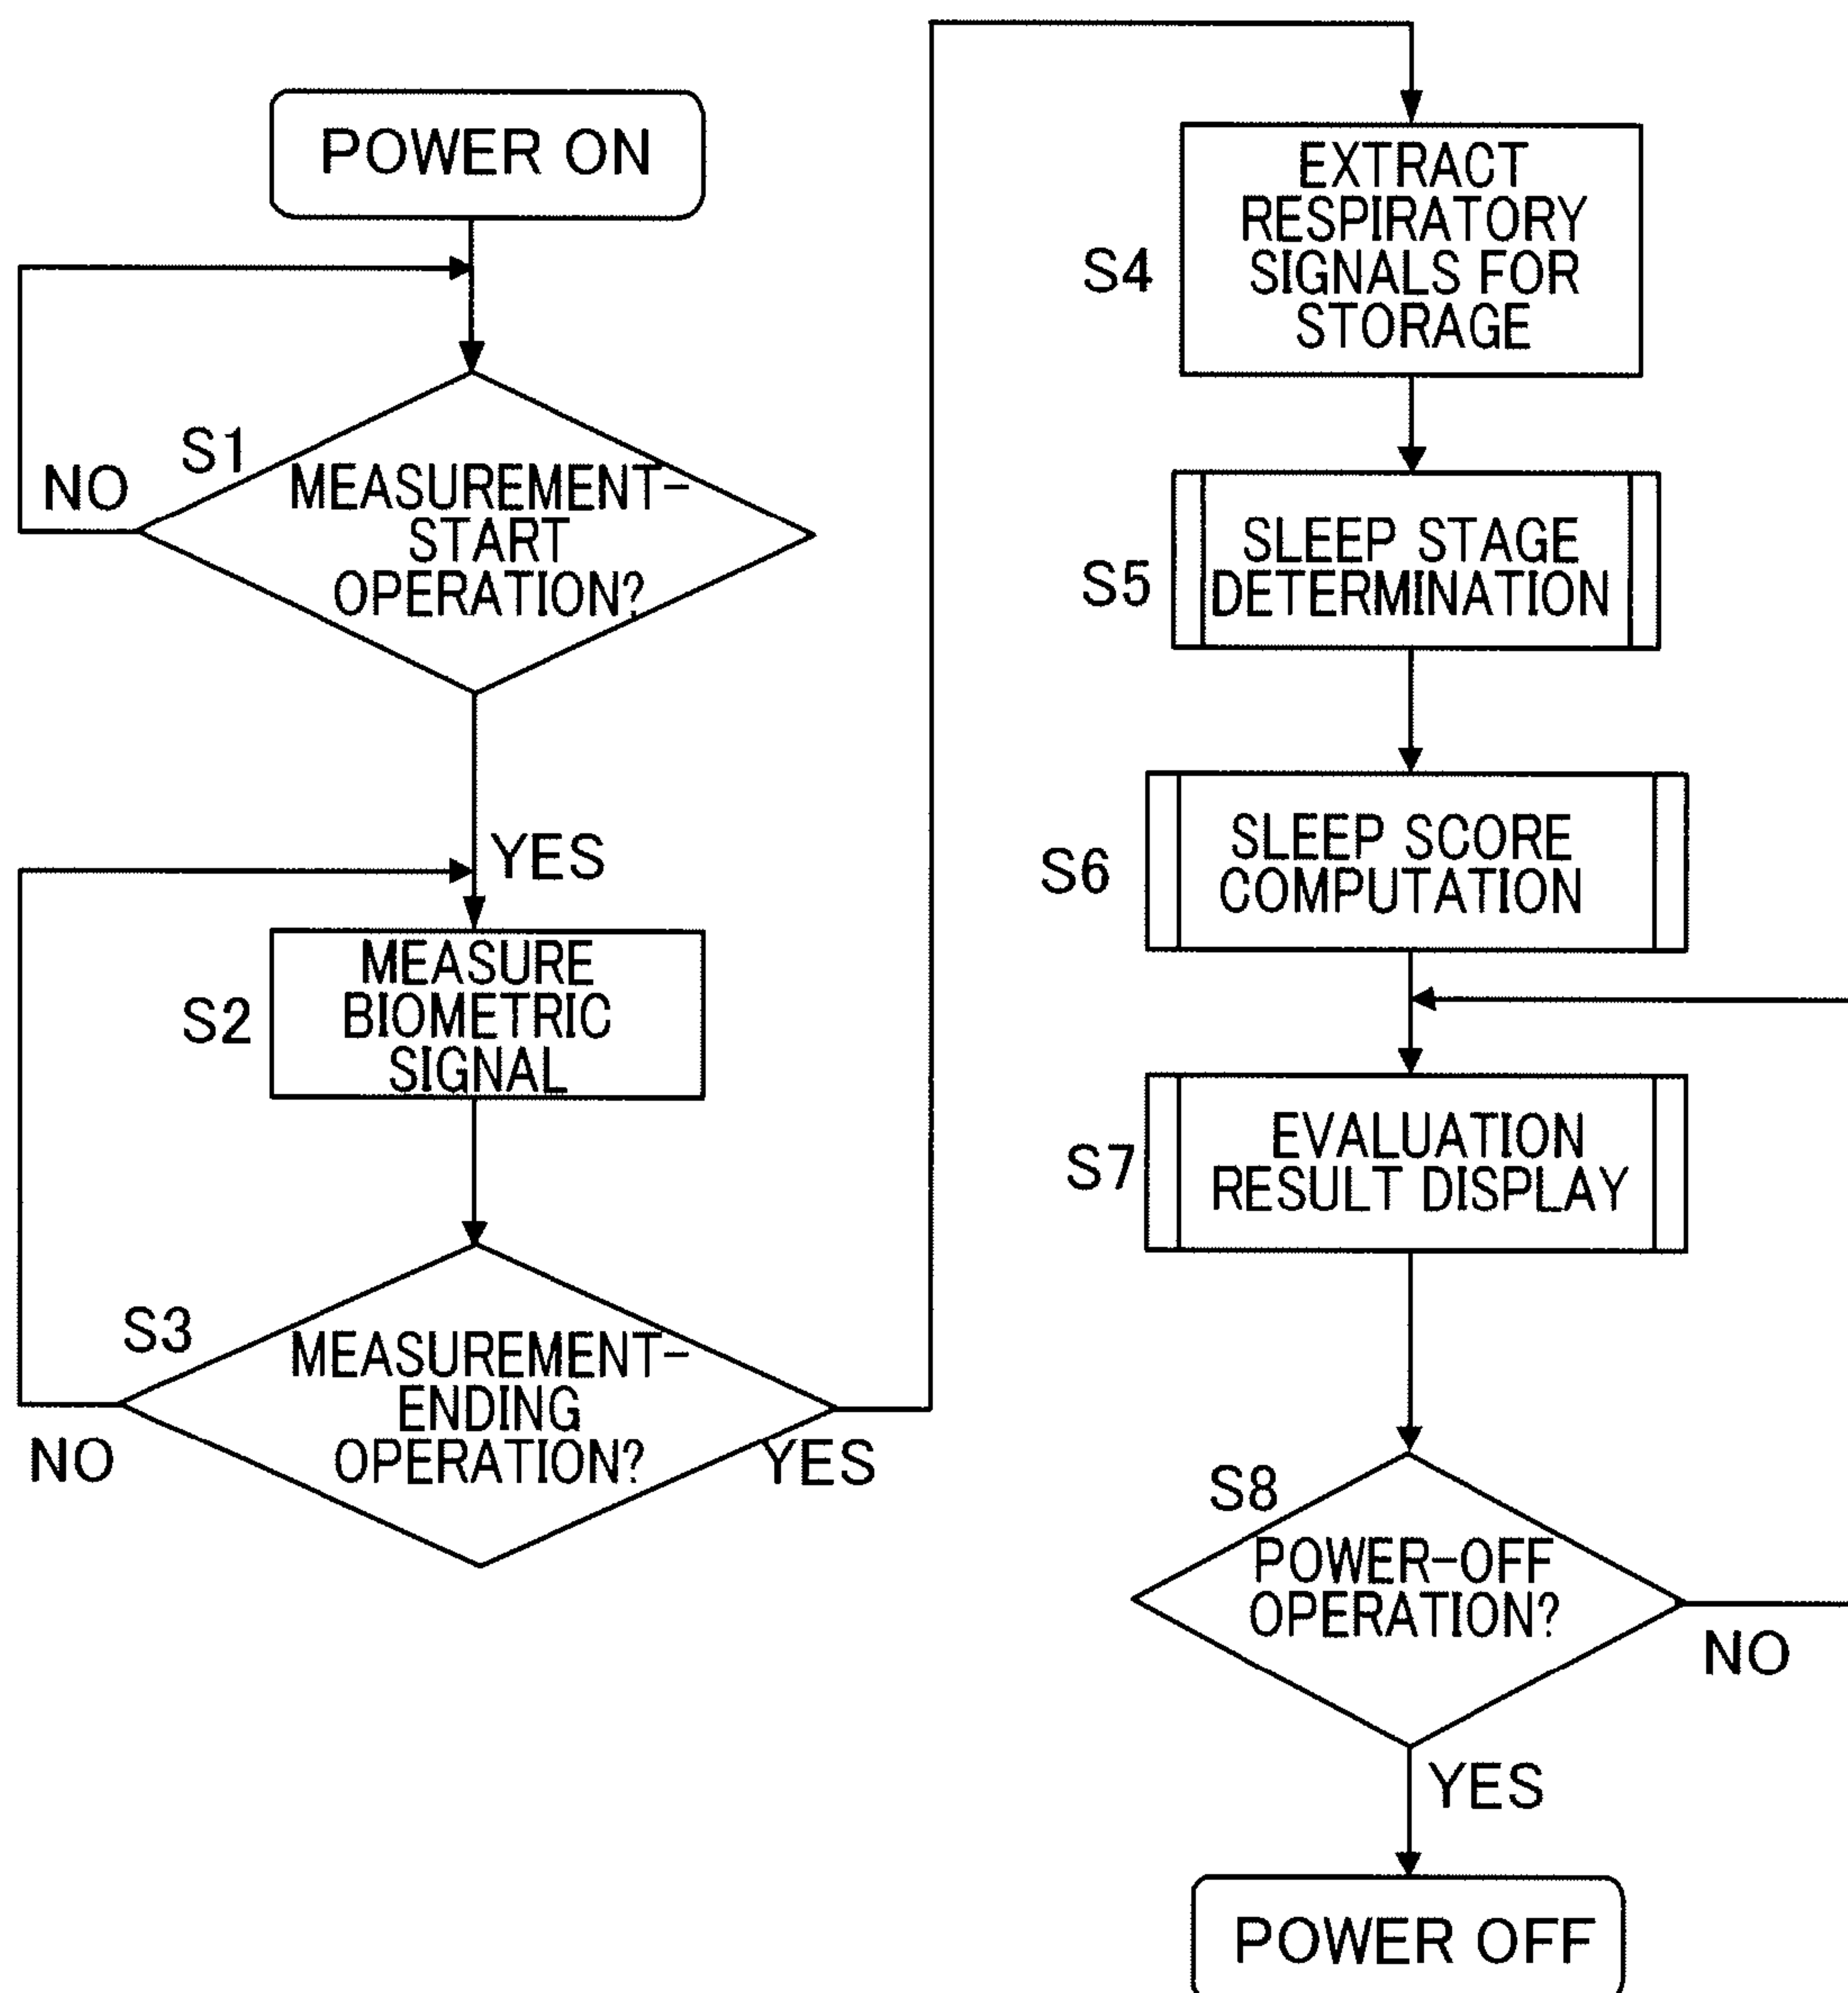 POWER ON
S1
NO
MEASUREMENT-
START
OPERATION?
YES
S2
MEASURE
BIOMETRIC
SIGNAL
S3
MEASUREMENT-
ENDING
OPERATION?
NO
YES
S4
EXTRACT
RESPIRATORY
SIGNALS FOR
STORAGE
S5
SLEEP STAGE
DETERMINATION
S6
SLEEP SCORE
COMPUTATION
S7
EVALUATION
RESULT DISPLAY
S8
POWER-OFF
OPERATION?
NO
YES
POWER OFF